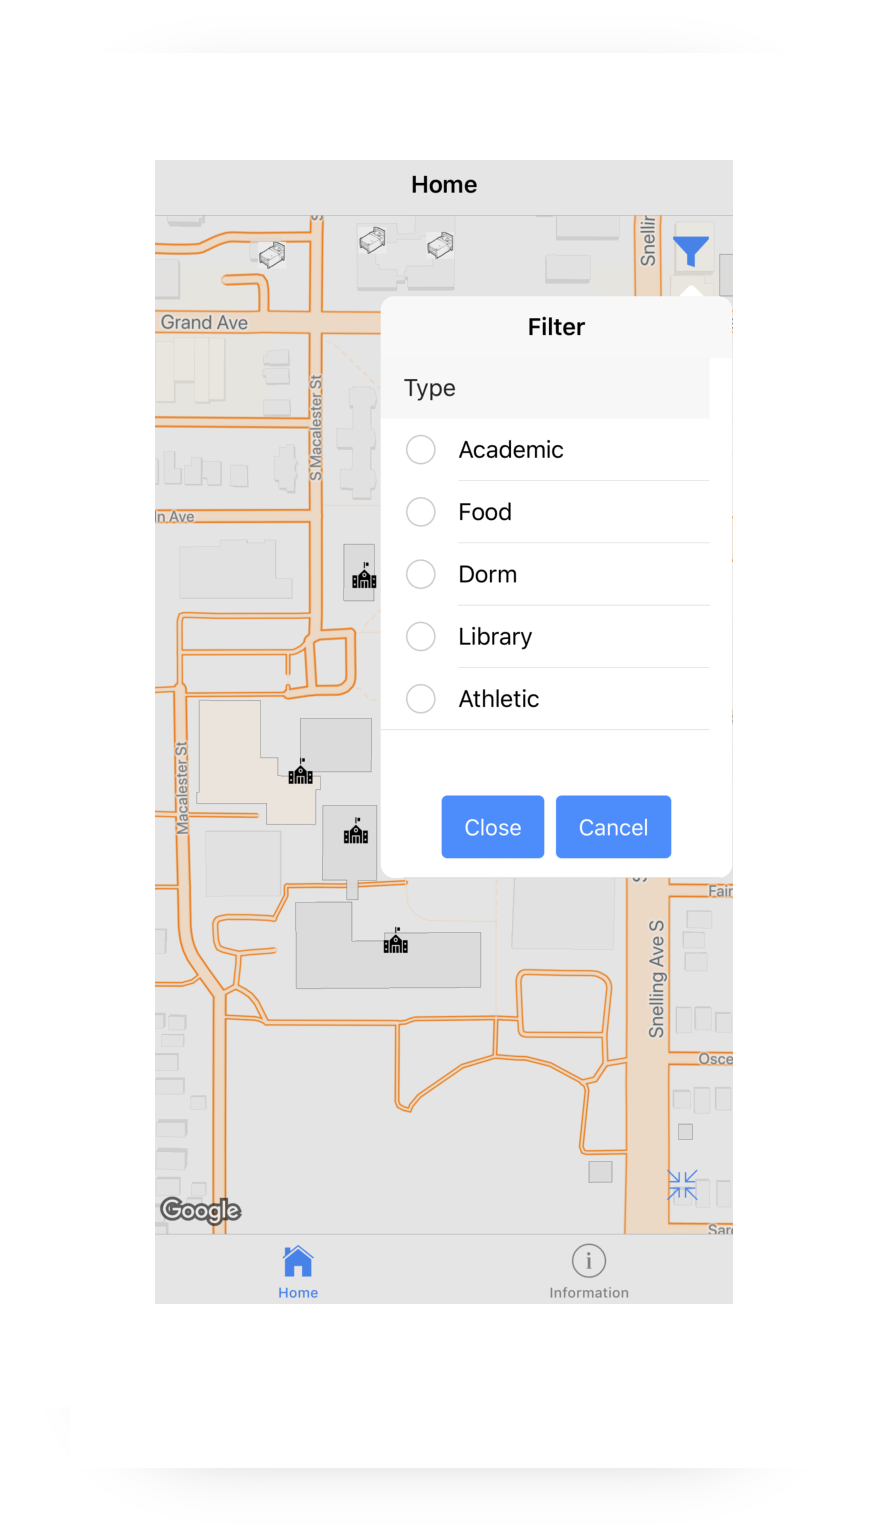 Home
Snellin
Grand Ave
S Macalester St
n Ave
Filter
Type
Academic
Food
Dorm
Library
Athletic
Close
Cancel
Macalester St
Fair
Snelling Ave S
Osce
Google
Sar
Home
Information